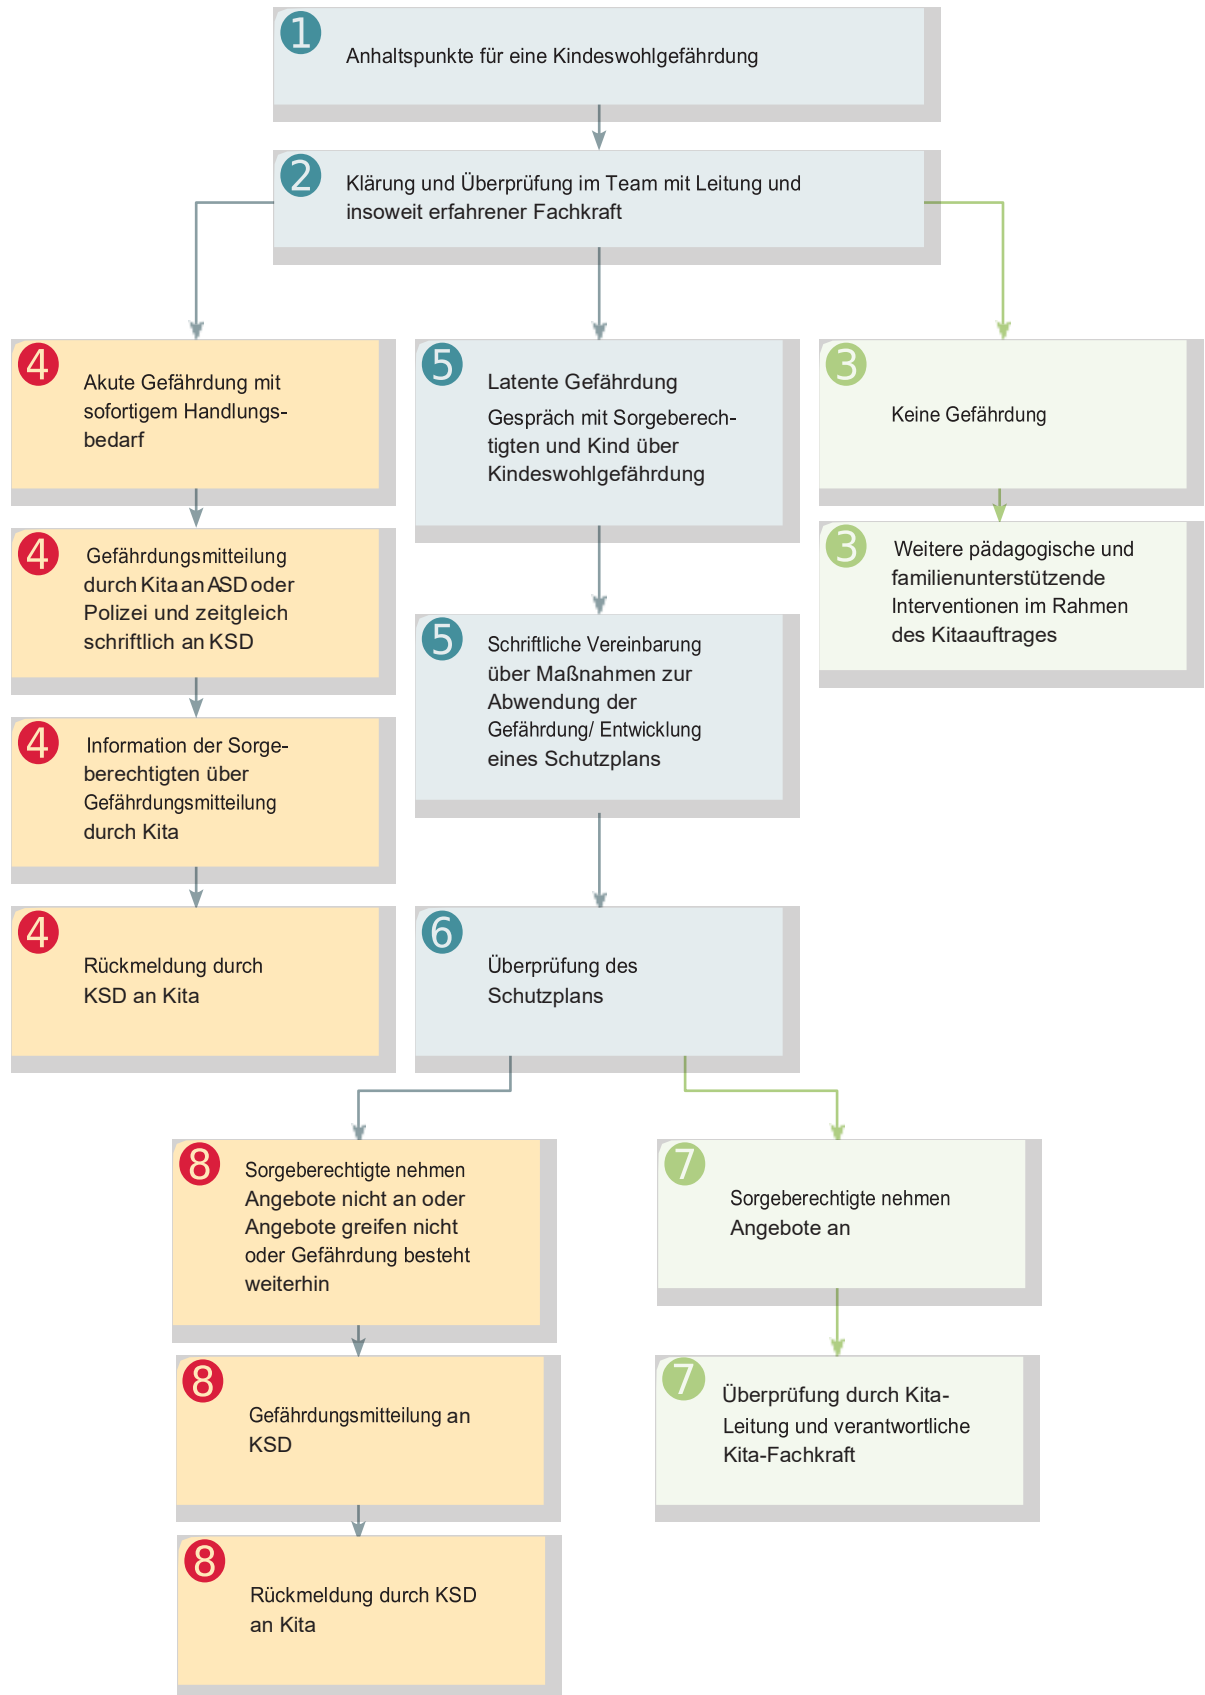 1
Anhaltspunkte für eine Kindeswohlgefährdung
2
Klärung und Überprüfung im Team mit Leitung und
insoweit erfahrener Fachkraft
4
Akute Gefährdung mit
sofortigem Handlungs-
bedarf
5
Latente Gefährdung
Gespräch mit Sorgeberech-
tigten und Kind über
Kindeswohlgefährdung
3
Keine Gefährdung
4
Gefährdungsmitteilung
durch Kita an ASD oder
Polizei und zeitgleich
schriftlich an KSD
3
Weitere pädagogische und
familienunterstützende
Interventionen im Rahmen
des Kitaauftrages
5
Schriftliche Vereinbarung
über Maßnahmen zur
Abwendung der
Gefährdung/ Entwicklung
eines Schutzplans
4
Information der Sorge-
berechtigten über
Gefährdungsmitteilung
durch Kita
4
Rückmeldung durch
KSD an Kita
6
Überprüfung des
Schutzplans
8
Sorgeberechtigte nehmen
Angebote nicht an oder
Angebote greifen nicht
oder Gefährdung besteht
weiterhin
7
Sorgeberechtigte nehmen
Angebote an
8
Gefährdungsmitteilung an
KSD
7
Überprüfung durch Kita-
Leitung und verantwortliche
Kita-Fachkraft
8
Rückmeldung durch KSD
an Kita